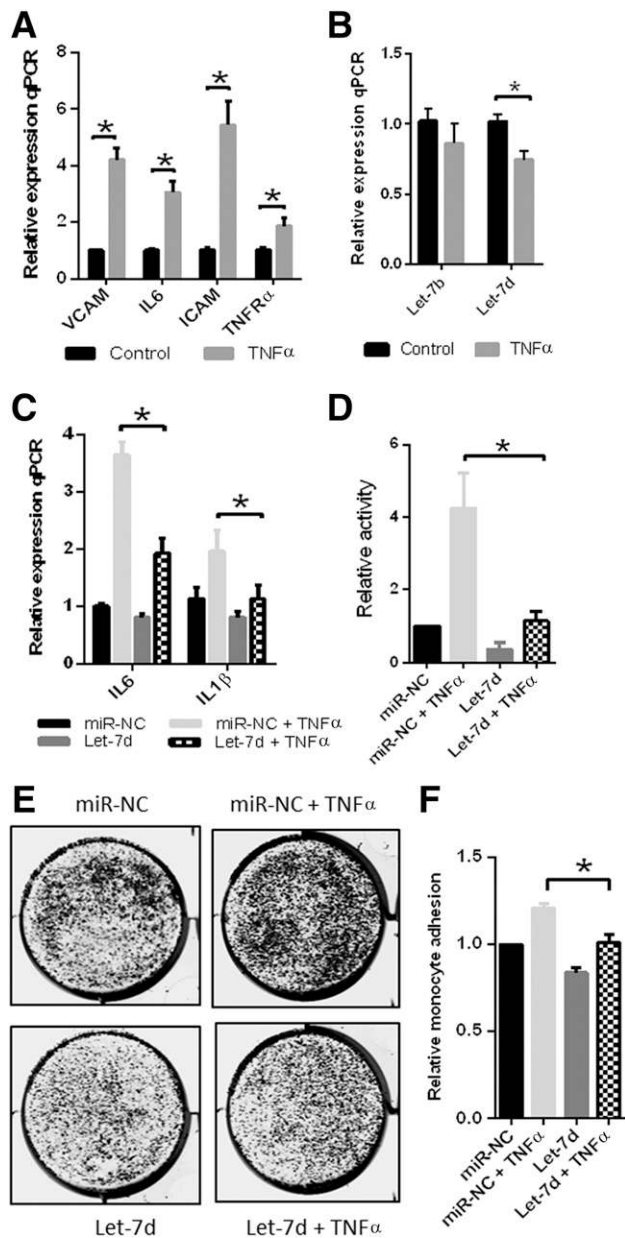 A
Relative expression qPCR
8
6
4
2
0
*
*
*
*
VCAM
IL6
ICAM
TNFRα
Control
TNFα
B
Relative expression qPCR
1.5
1.0
0.5
0.0
*
Let-7b
Let-7d
Control
TNFα
C
Relative expression qPCR
4
3
2
1
0
*
*
IL6
IL1β
miR-NC
miR-NC + TNFα
Let-7d
Let-7d + TNFα
D
Relative activity
6
4
2
0
*
miR-NC
miR-NC + TNFα
Let-7d
Let-7d + TNFα
E
miR-NC
miR-NC + TNFα
Let-7d
Let-7d + TNFα
F
Relative monocyte adhesion
1.5
1.0
0.5
0.0
*
miR-NC
miR-NC + TNFα
Let-7d
Let-7d + TNFα